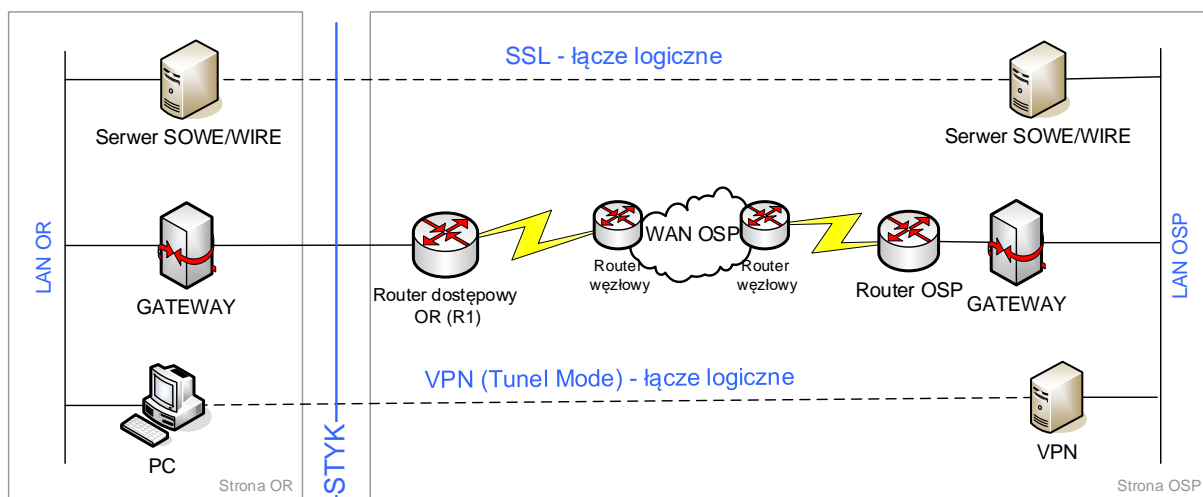 SSL - łącze logiczne
Serwer SOWE/WIRE
Serwer SOWE/WIRE
LAN OR
GATEWAY
Router dostępowy
OR (R1)
Router
węzłowy
WAN OSP
Router
węzłowy
Router OSP
GATEWAY
LAN OSP
VPN (Tunel Mode) - łącze logiczne
PC
VPN
STYK
Strona OR
Strona OSP